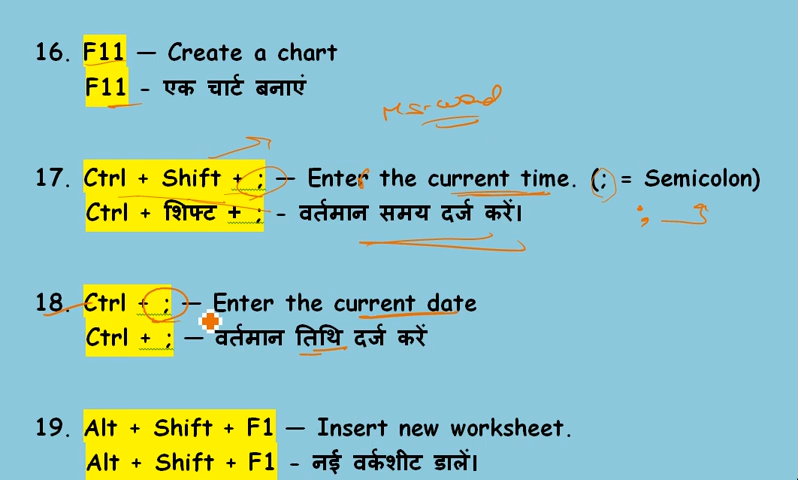 16. F11 — Create a chart
F11 - एक चार्ट बनाएं
Ms-word
17. Ctrl + Shift + ; — Enter the current time. (; = Semicolon)
Ctrl + शिफ्ट + ; - वर्तमान समय दर्ज करें।
;
18. Ctrl + ; — Enter the current date
Ctrl + ; — वर्तमान तिथि दर्ज करें
19. Alt + Shift + F1 — Insert new worksheet.
Alt + Shift + F1 - नई वर्कशीट डालें।